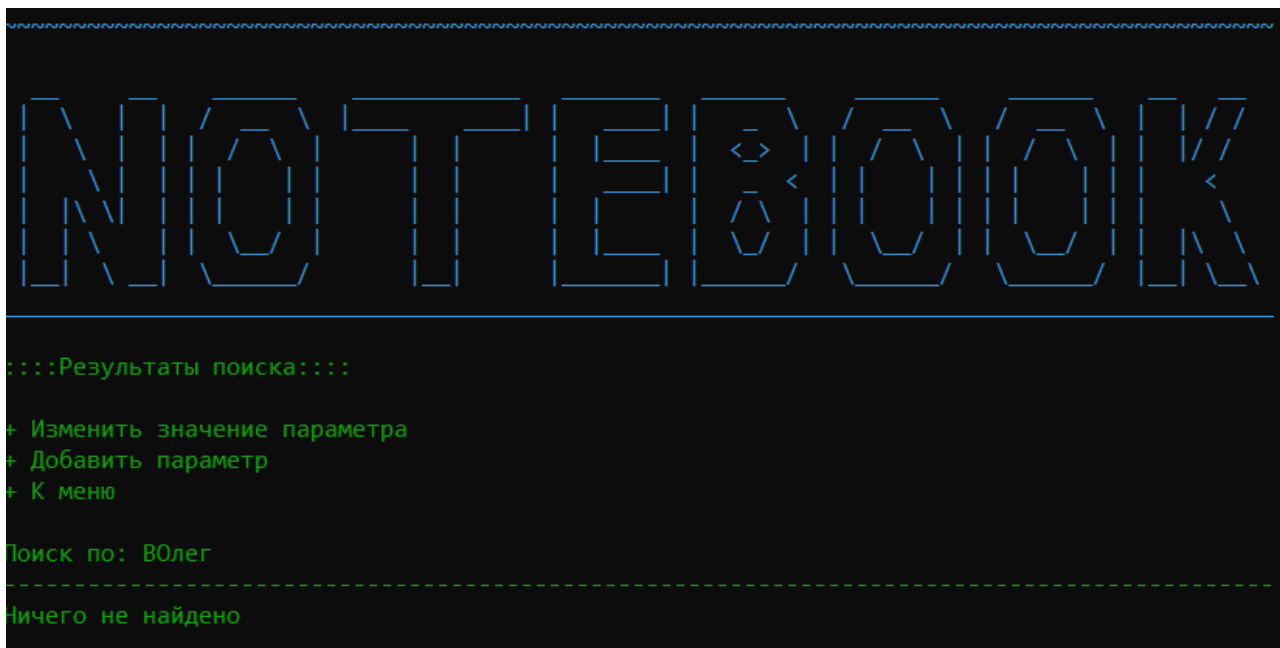 NOTEBOOK
::::Результаты поиска::::
+ Изменить значение параметра
+ Добавить параметр
+ К меню
Поиск по: ВОлег
Ничего не найдено